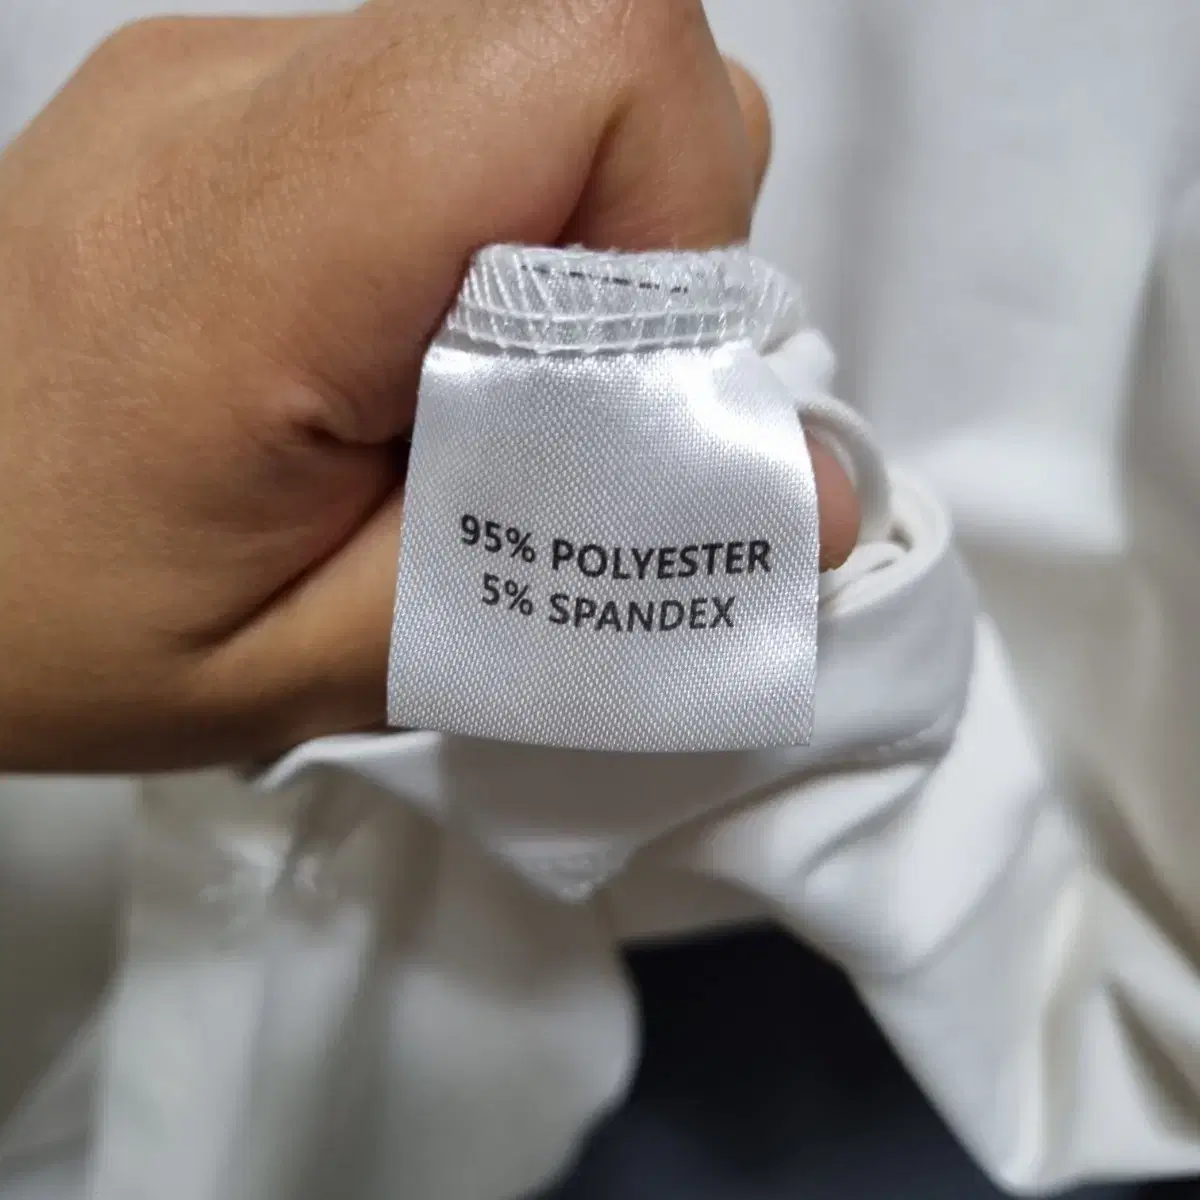 95% POLYESTER
5% SPANDEX